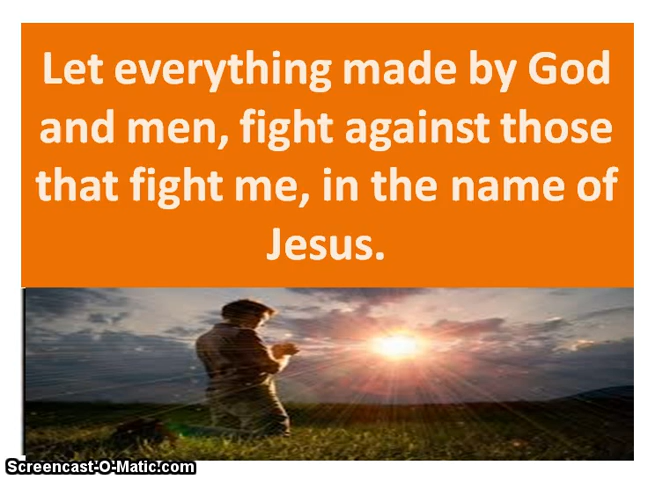 Let everything made by God
and men, fight against those
that fight me, in the name of
Jesus.
Screencast-O-Matic.com